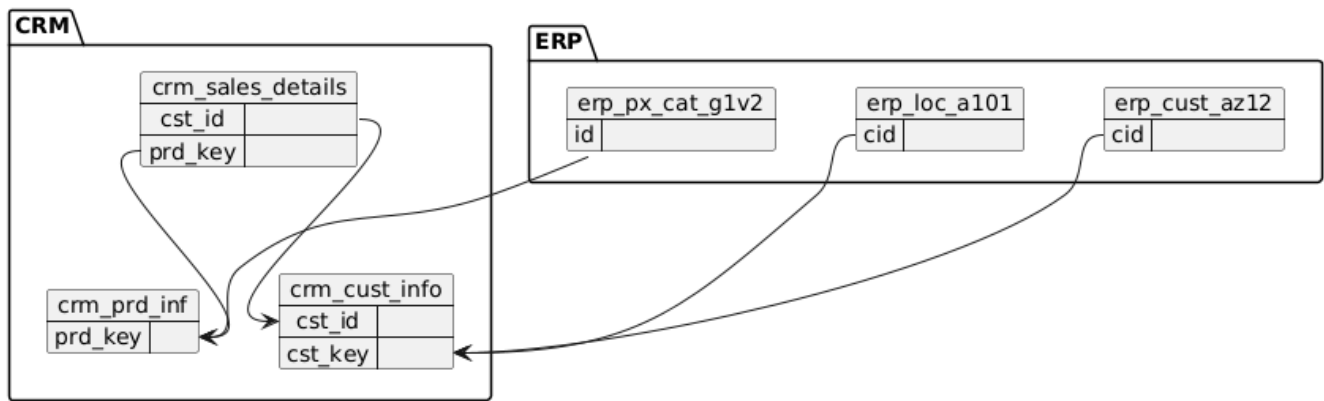 CRM
crm_sales_details
cst_id
prd_key
crm_prd_inf
prd_key
crm_cust_info
cst_id
cst_key
ERP
erp_px_cat_g1v2
id
erp_loc_a101
cid
erp_cust_az12
cid